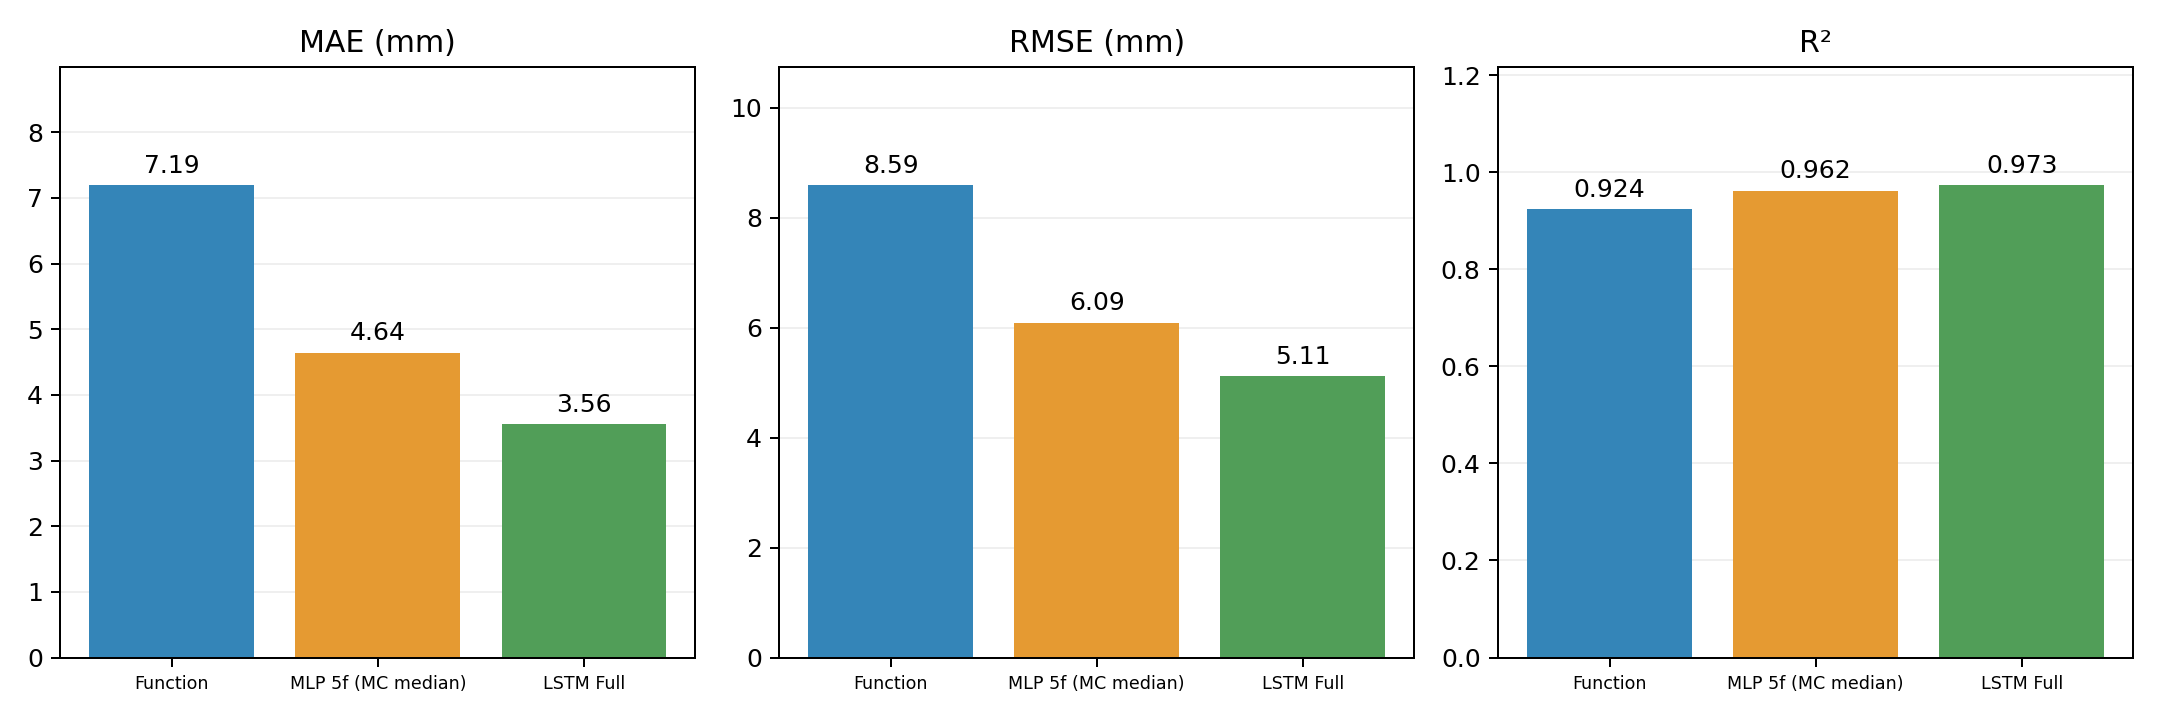 MAE (mm)
8
7
6
5
4
3
2
1
0
7.19
4.64
3.56
Function
MLP 5f (MC median)
LSTM Full
RMSE (mm)
10
8
6
4
2
0
8.59
6.09
5.11
Function
MLP 5f (MC median)
LSTM Full
R²
1.2
1.0
0.8
0.6
0.4
0.2
0.0
0.924
0.962
0.973
Function
MLP 5f (MC median)
LSTM Full